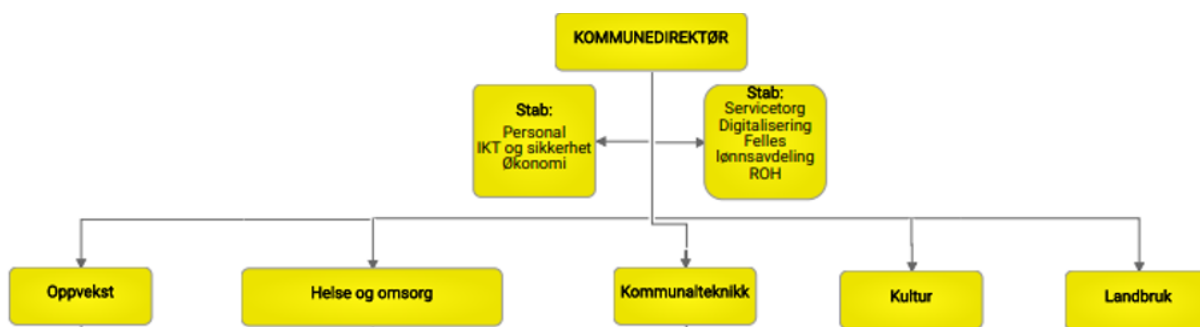 KOMMUNEDIREKTØR
Stab:
Personal
IKT og sikkerhet
Økonomi
Stab:
Servicetorg
Digitalisering
Felles
lønnsavdeling
ROH
Oppvekst
Helse og omsorg
Kommunalteknikk
Kultur
Landbruk